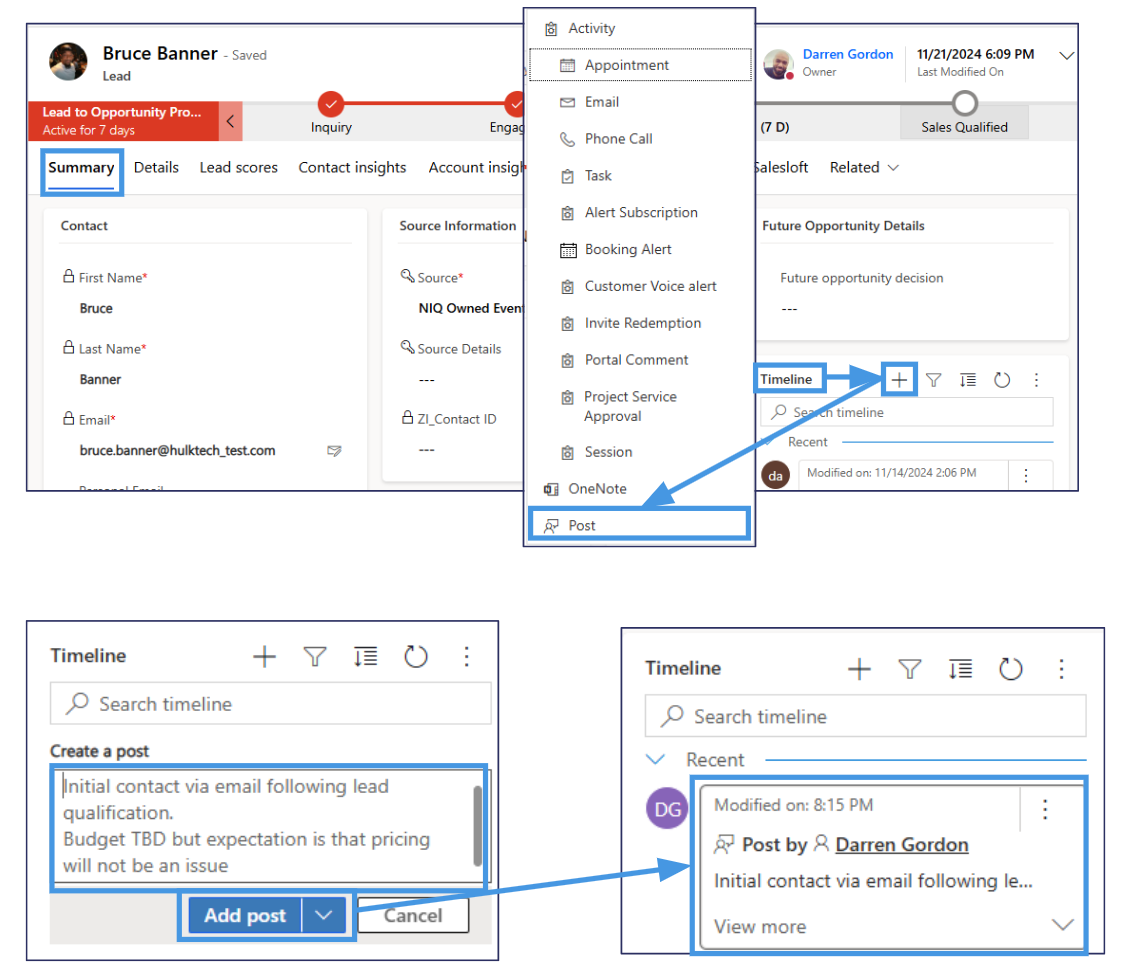 Bruce Banner - Saved
Lead
Darren Gordon
Owner
11/21/2024 6:09 PM
Last Modified On
Lead to Opportunity Pro...
Active for 7 days
Inquiry
Engag
(7 D)
Sales Qualified
Summary
Details
Lead scores
Contact insights
Account insigh
Salesloft
Related
Contact
First Name*
Bruce
Last Name*
Banner
Email*
bruce.banner@hulktech_test.com
Personal Email
Source Information
Source*
NIQ Owned Event
Source Details
---
ZI_Contact ID
---
Activity
Appointment
Email
Phone Call
Task
Alert Subscription
Booking Alert
Customer Voice alert
Invite Redemption
Portal Comment
Project Service
Approval
Session
OneNote
Post
Future Opportunity Details
Future opportunity decision
---
Timeline
Search timeline
Recent
da
Modified on: 11/14/2024 2:06 PM
Timeline
Search timeline
Create a post
Initial contact via email following lead
qualification.
Budget TBD but expectation is that pricing
will not be an issue
Add post
Cancel
Timeline
Search timeline
Recent
DG
Modified on: 8:15 PM
Post by Darren Gordon
Initial contact via email following le...
View more